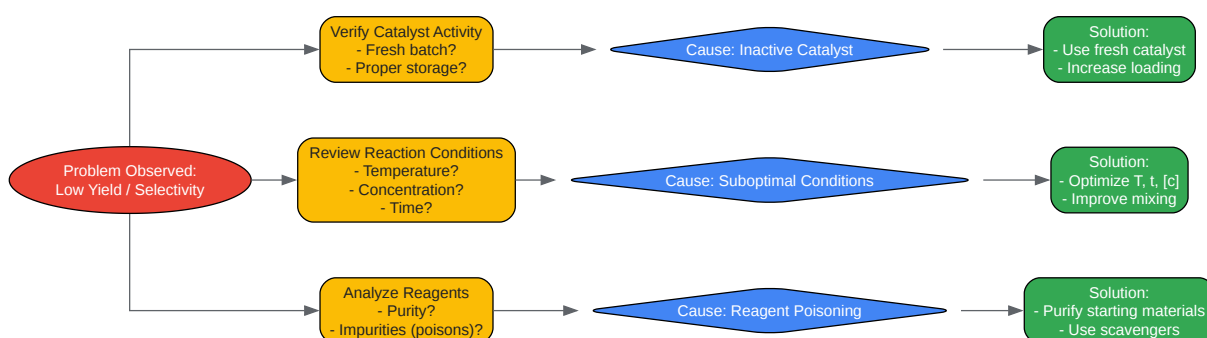 Verify Catalyst Activity
- Fresh batch?
- Proper storage?
Cause: Inactive Catalyst
Solution:
- Use fresh catalyst
- Increase loading
Problem Observed:
Low Yield / Selectivity
Review Reaction Conditions
- Temperature?
- Concentration?
- Time?
Cause: Suboptimal Conditions
Solution:
- Optimize T, t, [c]
- Improve mixing
Analyze Reagents
- Purity?
- Impurities (poisons)?
Cause: Reagent Poisoning
Solution:
- Purify starting materials
- Use scavengers